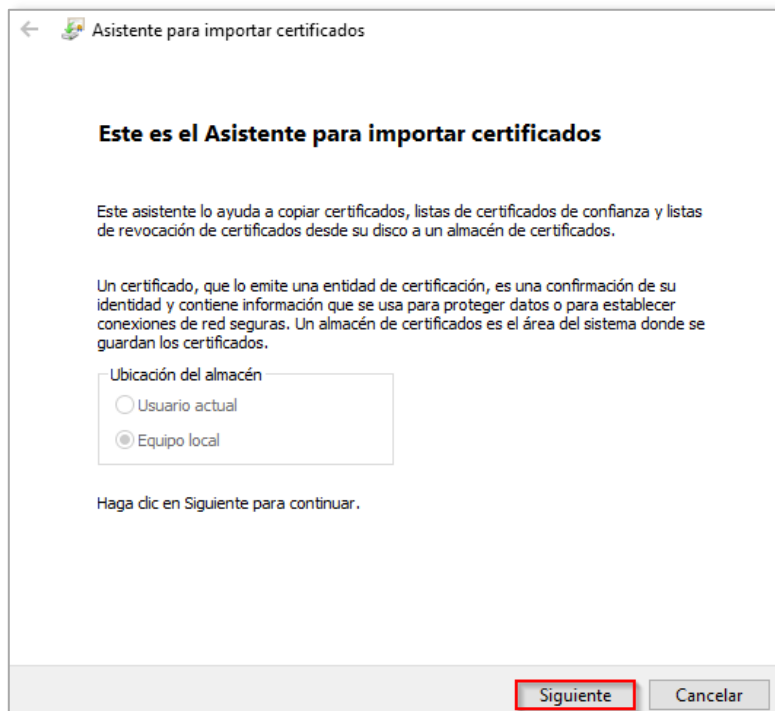 Asistente para importar certificados
Este es el Asistente para importar certificados
Este asistente lo ayuda a copiar certificados, listas de certificados de confianza y listas
de revocación de certificados desde su disco a un almacén de certificados.
Un certificado, que lo emite una entidad de certificación, es una confirmación de su
identidad y contiene información que se usa para proteger datos o para establecer
conexiones de red seguras. Un almacén de certificados es el área del sistema donde se
guardan los certificados.
Ubicación del almacén
Usuario actual
Equipo local
Haga clic en Siguiente para continuar.
Siguiente
Cancelar